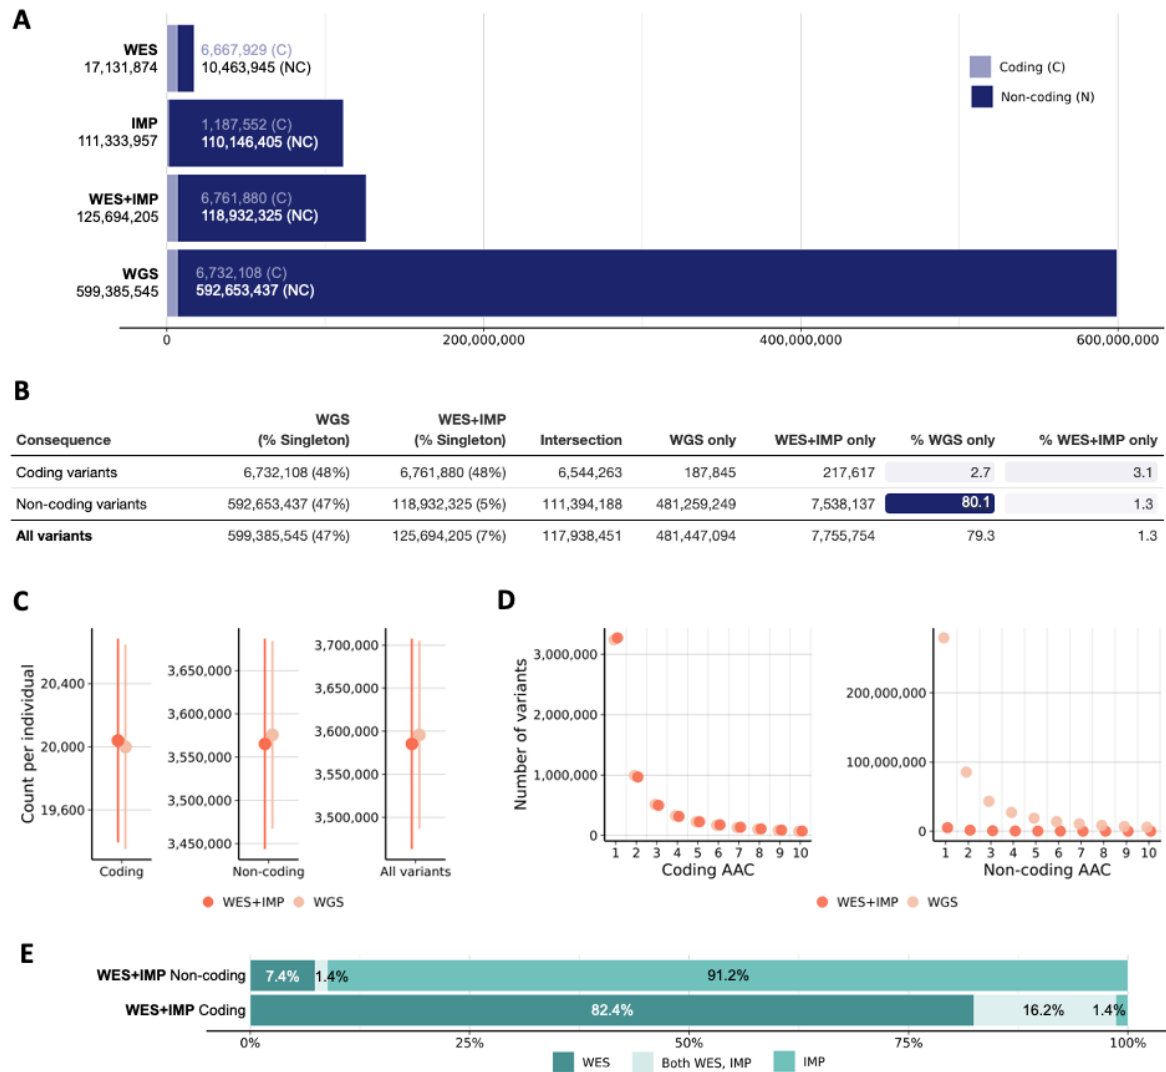 A
WES
17,131,874
6,667,929 (C)
10,463,945 (NC)
Coding (C)
Non-coding (N)
IMP
111,333,957
1,187,552 (C)
110,146,405 (NC)
WES+IMP
125,694,205
6,761,880 (C)
118,932,325 (NC)
WGS
599,385,545
6,732,108 (C)
592,653,437 (NC)
0 200,000,000 400,000,000 600,000,000
B
WGS WES+IMP
Consequence (% Singleton) (% Singleton) Intersection WGS only WES+IMP only % WGS only % WES+IMP only
Coding variants 6,732,108 (48%) 6,761,880 (48%) 6,544,263 187,845 217,617 2.7 3.1
Non-coding variants 592,653,437 (47%) 118,932,325 (5%) 111,394,188 481,259,249 7,538,137 80.1 1.3
All variants 599,385,545 (47%) 125,694,205 (7%) 117,938,451 481,447,094 7,755,754 79.3 1.3
C
Count per individual
20,400
20,000
19,600
Coding
3,650,000
3,600,000
3,550,000
3,500,000
3,450,000
Non-coding
3,700,000
3,650,000
3,600,000
3,550,000
3,500,000
All variants
WES+IMP WGS
D
Number of variants
3,000,000
2,000,000
1,000,000
0
1 2 3 4 5 6 7 8 9 10
Coding AAC
200,000,000
100,000,000
0
1 2 3 4 5 6 7 8 9 10
Non-coding AAC
WES+IMP WGS
E
WES+IMP Non-coding 7.4% 1.4% 91.2%
WES+IMP Coding 82.4% 16.2% 1.4%
0% 25% 50% 75% 100%
WES Both WES, IMP IMP